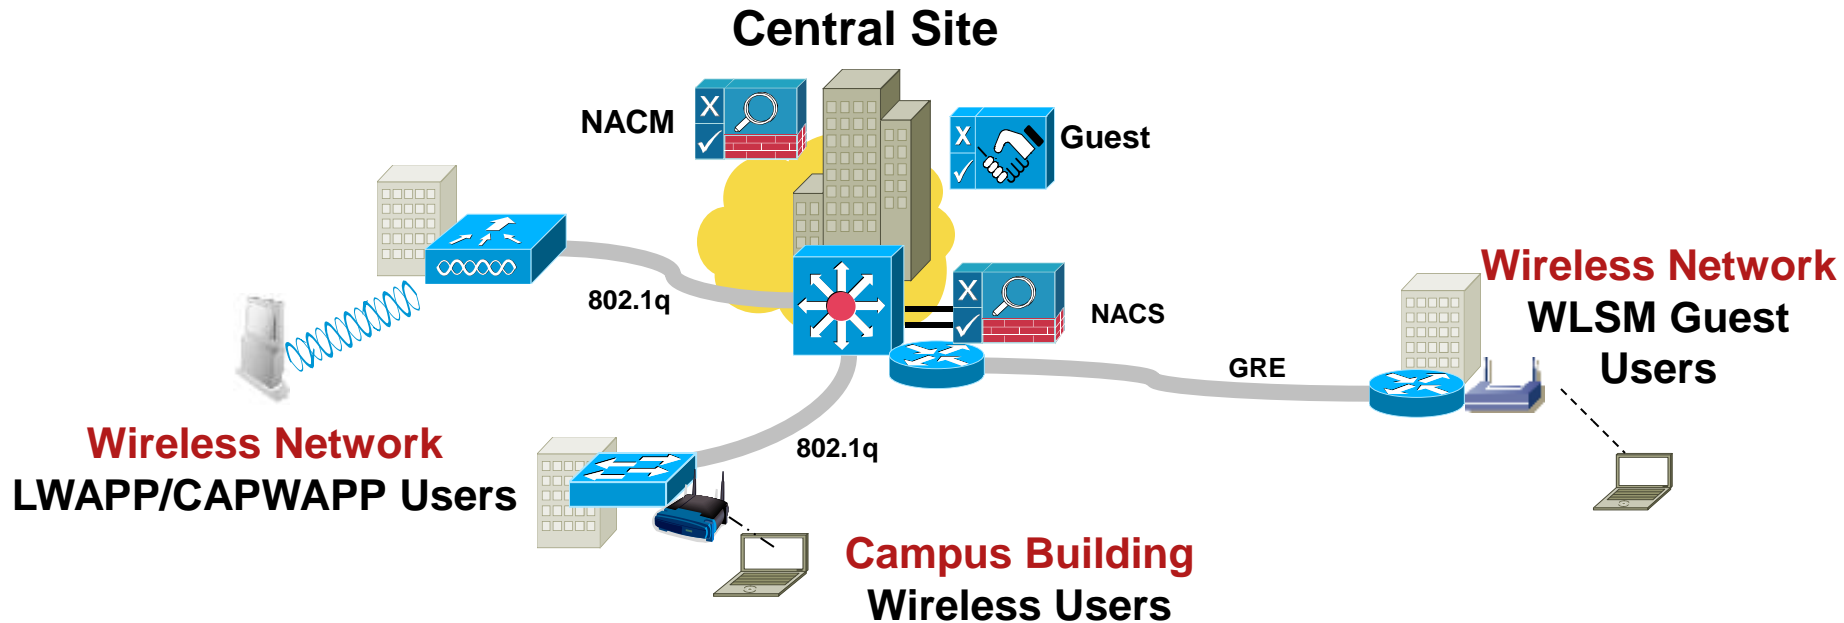 Central Site
NACM
X
X
Guest
802.1q
X
NACS
Wireless Network
WLSM Guest
Users
GRE
Wireless Network
LWAPP/CAPWAPP Users
802.1q
Campus Building
Wireless Users